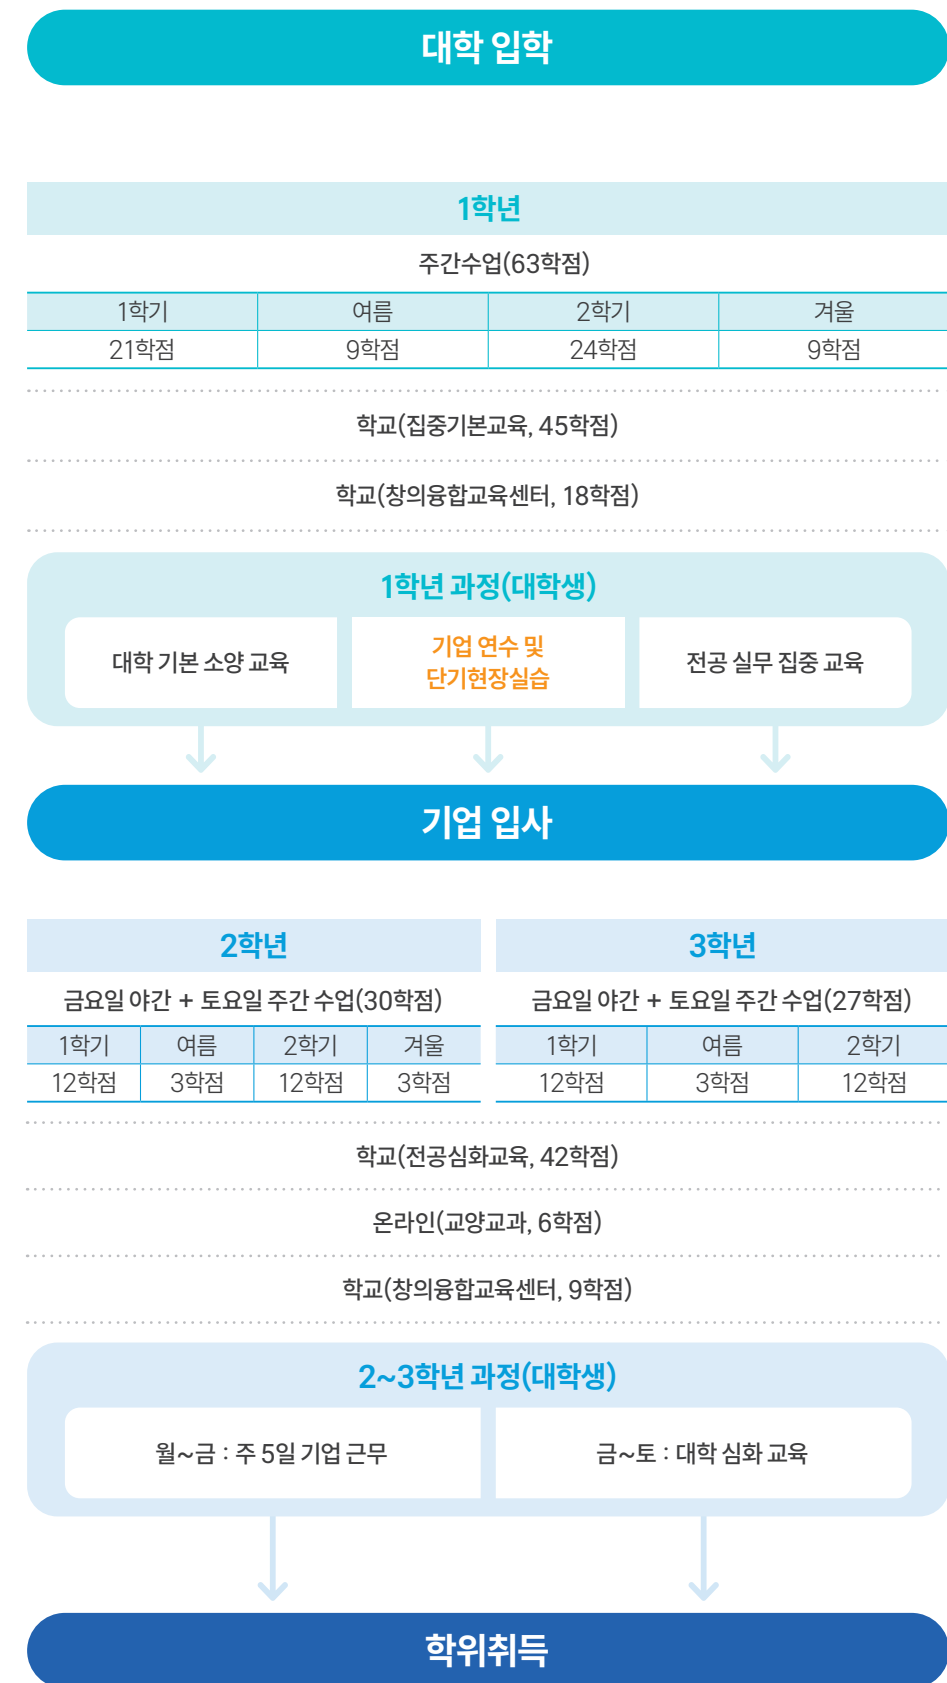 대학 입학
1학년
주간수업(63학점)
1학기 여름 2학기 겨울
21학점 9학점 24학점 9학점
학교(집중기본교육, 45학점)
학교(창의융합교육센터, 18학점)
1학년 과정(대학생)
대학 기본 소양 교육
기업 연수 및
단기현장실습
전공 실무 집중 교육
기업 입사
2학년
금요일 야간 + 토요일 주간 수업(30학점)
1학기 여름 2학기 겨울
12학점 3학점 12학점 3학점
3학년
금요일 야간 + 토요일 주간 수업(27학점)
1학기 여름 2학기
12학점 3학점 12학점
학교(전공심화교육, 42학점)
온라인(교양교과, 6학점)
학교(창의융합교육센터, 9학점)
2~3학년 과정(대학생)
월~금 : 주 5일 기업 근무
금~토 : 대학 심화 교육
학위취득